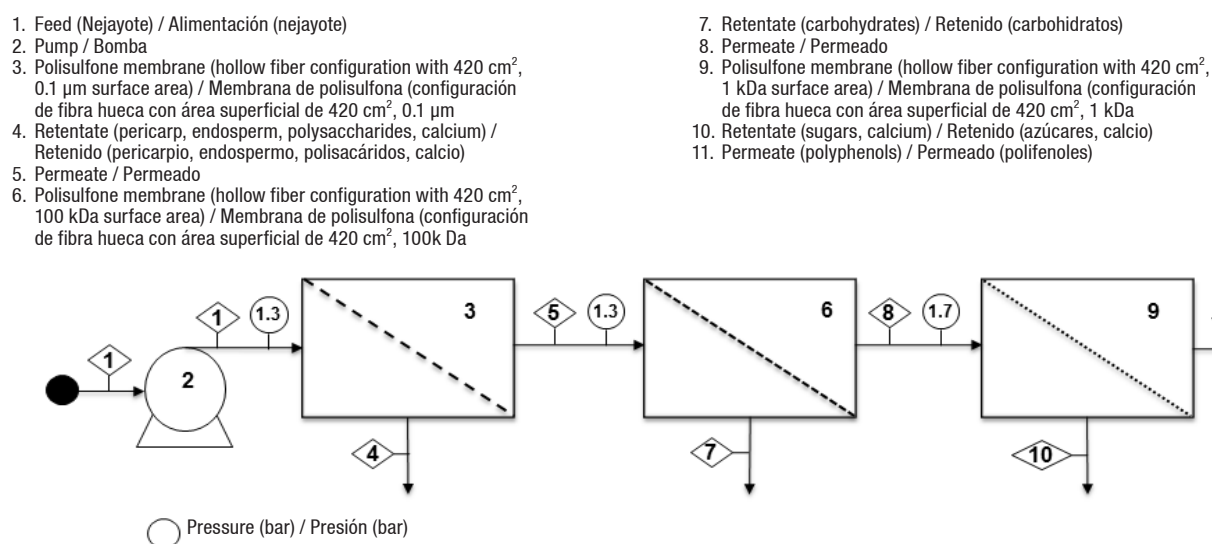 1. Feed (Nejayote) / Alimentación (nejayote)
2. Pump / Bomba
3. Polisulfone membrane (hollow fiber configuration with 420 cm², 
0.1 µm surface area) / Membrana de polisulfona (configuración
de fibra hueca con área superficial de 420 cm², 0.1 µm
4. Retentate (pericarp, endosperm, polysaccharides, calcium) /
Retenido (pericarpio, endospermo, polisacáridos, calcio)
5. Permeate / Permeado
6. Polisulfone membrane (hollow fiber configuration with 420 cm²,
100 kDa surface area) / Membrana de polisulfona (configuración
de fibra hueca con área superficial de 420 cm², 100k Da
7. Retentate (carbohydrates) / Retenido (carbohidratos)
8. Permeate / Permeado
9. Polisulfone membrane (hollow fiber configuration with 420 cm²,
1 kDa surface area) / Membrana de polisulfona (configuración
de fibra hueca con área superficial de 420 cm², 1 kDa
10. Retentate (sugars, calcium) / Retenido (azúcares, calcio)
11. Permeate (polyphenols) / Permeado (polifenoles)
1
2
1
1.3
3
4
5
1.3
6
7
8
1.7
9
10
Pressure (bar) / Presión (bar)